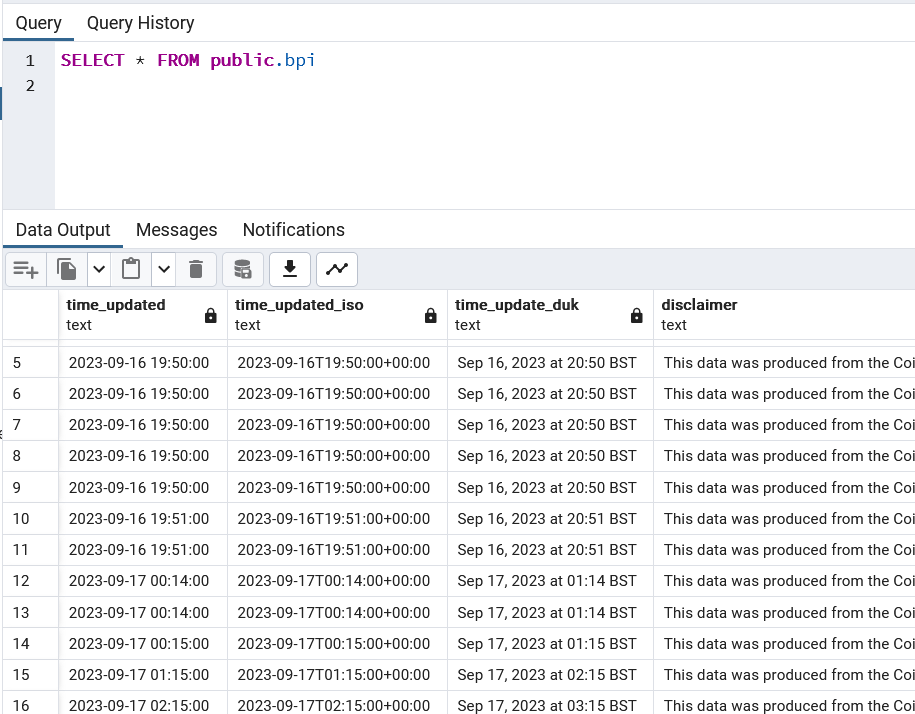 Query Query History
1 SELECT * FROM public.bpi
2
Data Output Messages Notifications
time_updated time_updated_iso time_update_duk disclaimer
text text text text
5 2023-09-16 19:50:00 2023-09-16T19:50:00+00:00 Sep 16, 2023 at 20:50 BST This data was produced from the Coi
6 2023-09-16 19:50:00 2023-09-16T19:50:00+00:00 Sep 16, 2023 at 20:50 BST This data was produced from the Coi
7 2023-09-16 19:50:00 2023-09-16T19:50:00+00:00 Sep 16, 2023 at 20:50 BST This data was produced from the Coi
8 2023-09-16 19:50:00 2023-09-16T19:50:00+00:00 Sep 16, 2023 at 20:50 BST This data was produced from the Coi
9 2023-09-16 19:50:00 2023-09-16T19:50:00+00:00 Sep 16, 2023 at 20:50 BST This data was produced from the Coi
10 2023-09-16 19:51:00 2023-09-16T19:51:00+00:00 Sep 16, 2023 at 20:51 BST This data was produced from the Coi
11 2023-09-16 19:51:00 2023-09-16T19:51:00+00:00 Sep 16, 2023 at 20:51 BST This data was produced from the Coi
12 2023-09-17 00:14:00 2023-09-17T00:14:00+00:00 Sep 17, 2023 at 01:14 BST This data was produced from the Coi
13 2023-09-17 00:14:00 2023-09-17T00:14:00+00:00 Sep 17, 2023 at 01:14 BST This data was produced from the Coi
14 2023-09-17 00:15:00 2023-09-17T00:15:00+00:00 Sep 17, 2023 at 01:15 BST This data was produced from the Coi
15 2023-09-17 01:15:00 2023-09-17T01:15:00+00:00 Sep 17, 2023 at 02:15 BST This data was produced from the Coi
16 2023-09-17 02:15:00 2023-09-17T02:15:00+00:00 Sep 17, 2023 at 03:15 BST This data was produced from the Coi